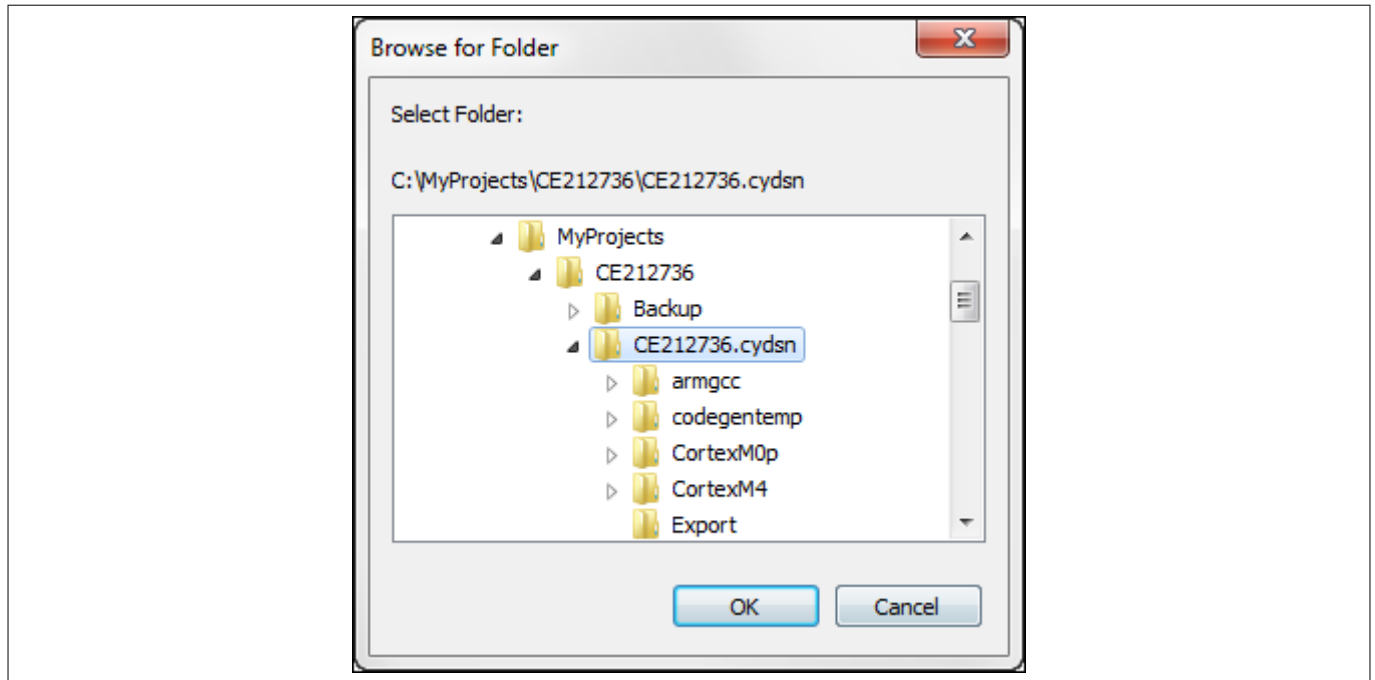 Browse for Folder
Select Folder:
C:\MyProjects\CE212736\CE212736.cydsn
MyProjects
CE212736
Backup
CE212736.cydsn
armgcc
codegentemp
CortexM0p
CortexM4
Export
OK Cancel